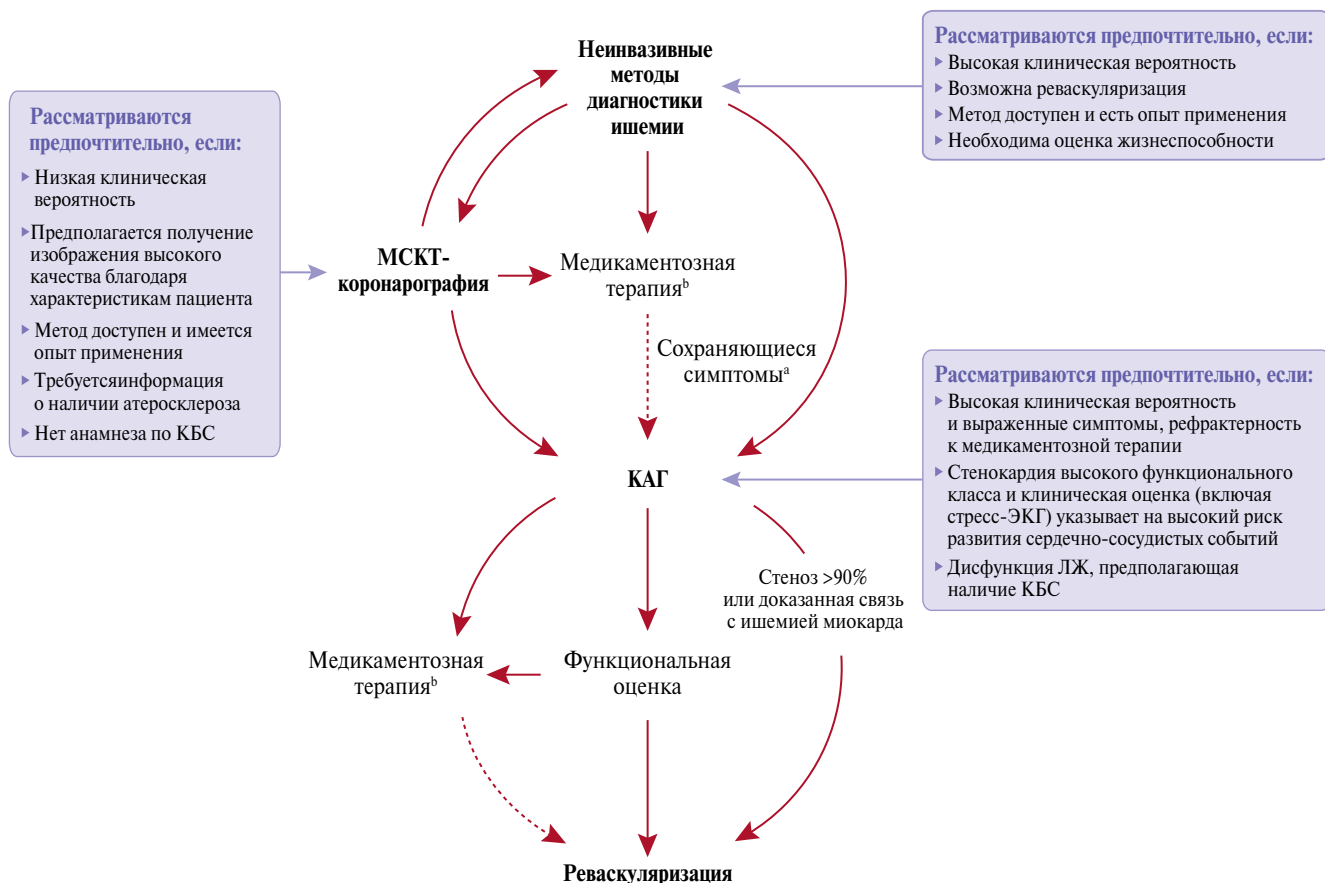 Неинвазивные
методы
диагностики
ишемии
Рассматриваются предпочтительно, если:
▸ Высокая клиническая вероятность
▸ Возможна реваскуляризация
▸ Метод доступен и есть опыт применения
▸ Необходима оценка жизнеспособности
Рассматриваются
предпочтительно, если:
▸ Низкая клиническая
вероятность
▸ Предполагается получение
изображения высокого
качества благодаря
характеристикам пациента
▸ Метод доступен и имеется
опыт применения
▸ Требуетсяинформация
о наличии атеросклероза
▸ Нет анамнеза по КБС
МСКТ-
коронарография
Медикаментозная
терапияᵇ
Сохраняющиеся
симптомыᵃ
КАГ
Рассматриваются предпочтительно, если:
▸ Высокая клиническая вероятность
и выраженные симптомы, рефрактерность
к медикаментозной терапии
▸ Стенокардия высокого функционального
класса и клиническая оценка (включая
стресс-ЭКГ) указывает на высокий риск
развития сердечно-сосудистых событий
▸ Дисфункция ЛЖ, предполагающая
наличие КБС
Стеноз >90%
или доказанная связь
с ишемией миокарда
Медикаментозная
терапияᵇ
Функциональная
оценка
Реваскуляризация